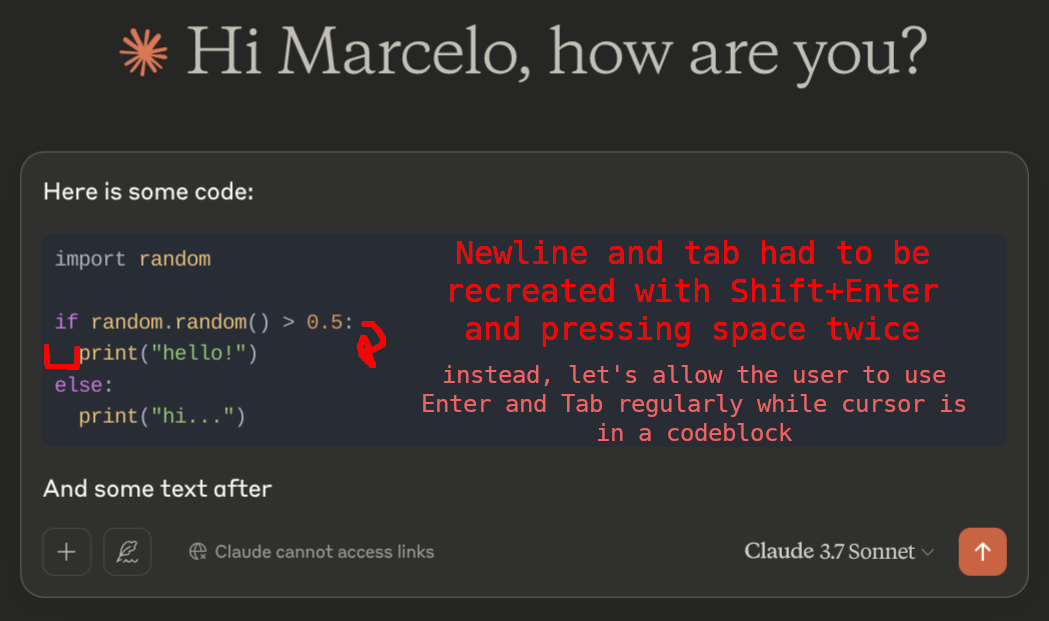 Hi Marcelo, how are you?
Here is some code:
import random
Newline and tab had to be
recreated with Shift+Enter
and pressing space twice
if random.random() > 0.5:
  print("hello!")
else:
  print("hi...")
instead, let's allow the user to use
Enter and Tab regularly while cursor is
in a codeblock
And some text after
Claude cannot access links
Claude 3.7 Sonnet